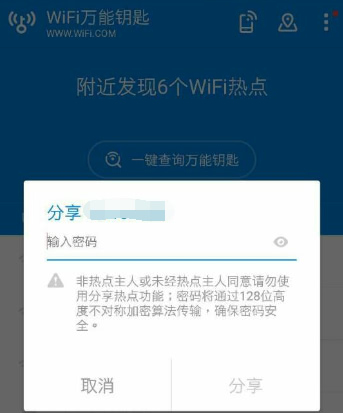 WiFi万能钥匙
WWW.WiFi.COM
附近发现6个WiFi热点
一键查询万能钥匙
分享
输入密码
非热点主人或未经热点主人同意请勿使
用分享热点功能；密码将通过128位高
度不对称加密算法传输，确保密码安
全。
取消
分享